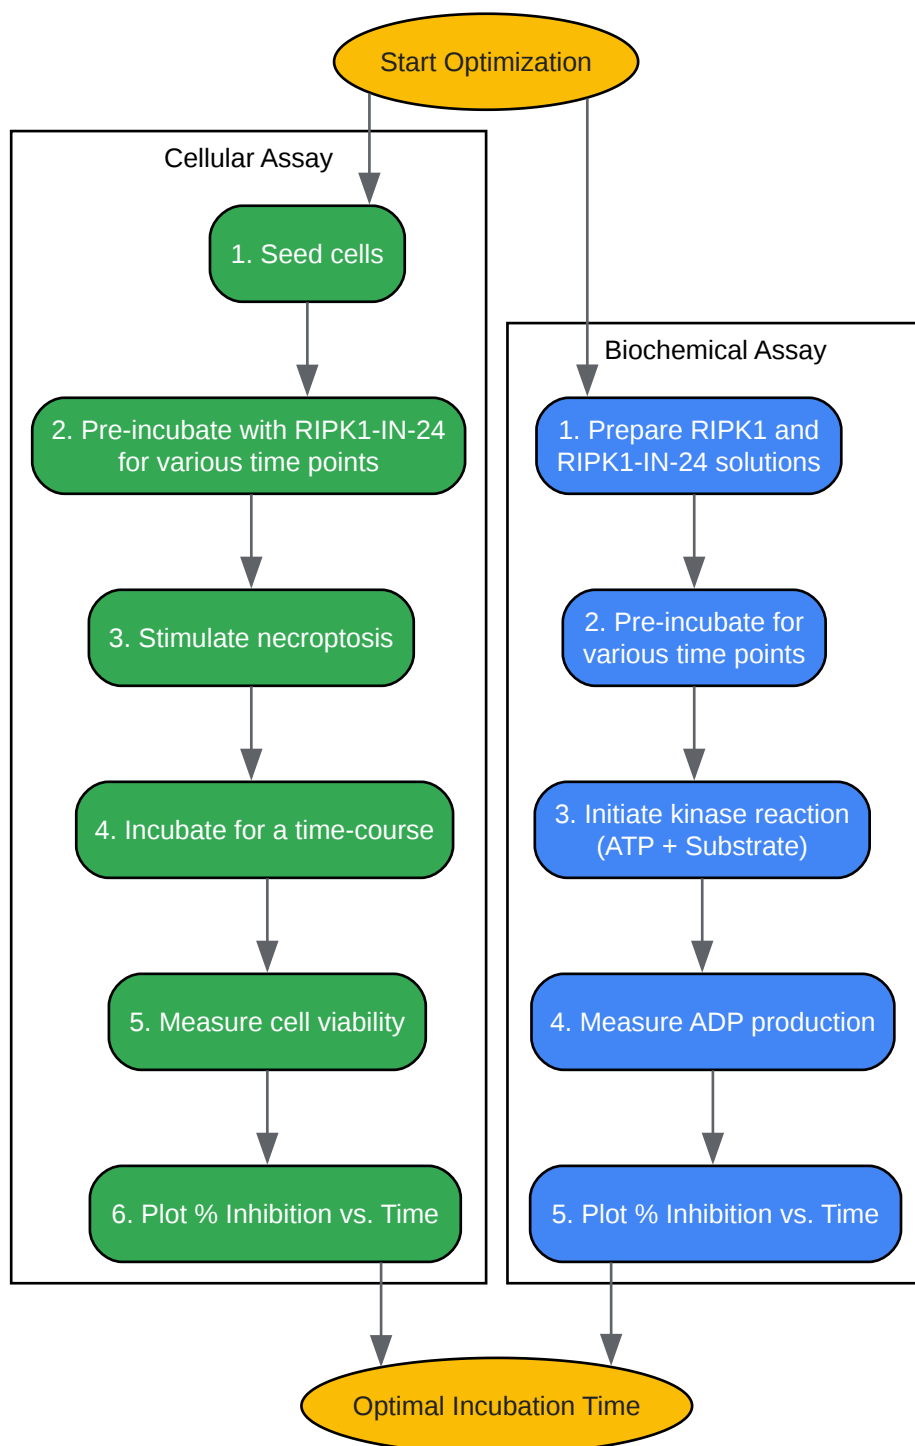 Start Optimization
Cellular Assay
1. Seed cells
2. Pre-incubate with RIPK1-IN-24
for various time points
3. Stimulate necroptosis
4. Incubate for a time-course
5. Measure cell viability
6. Plot % Inhibition vs. Time
Biochemical Assay
1. Prepare RIPK1 and
RIPK1-IN-24 solutions
2. Pre-incubate for
various time points
3. Initiate kinase reaction
(ATP + Substrate)
4. Measure ADP production
5. Plot % Inhibition vs. Time
Optimal Incubation Time